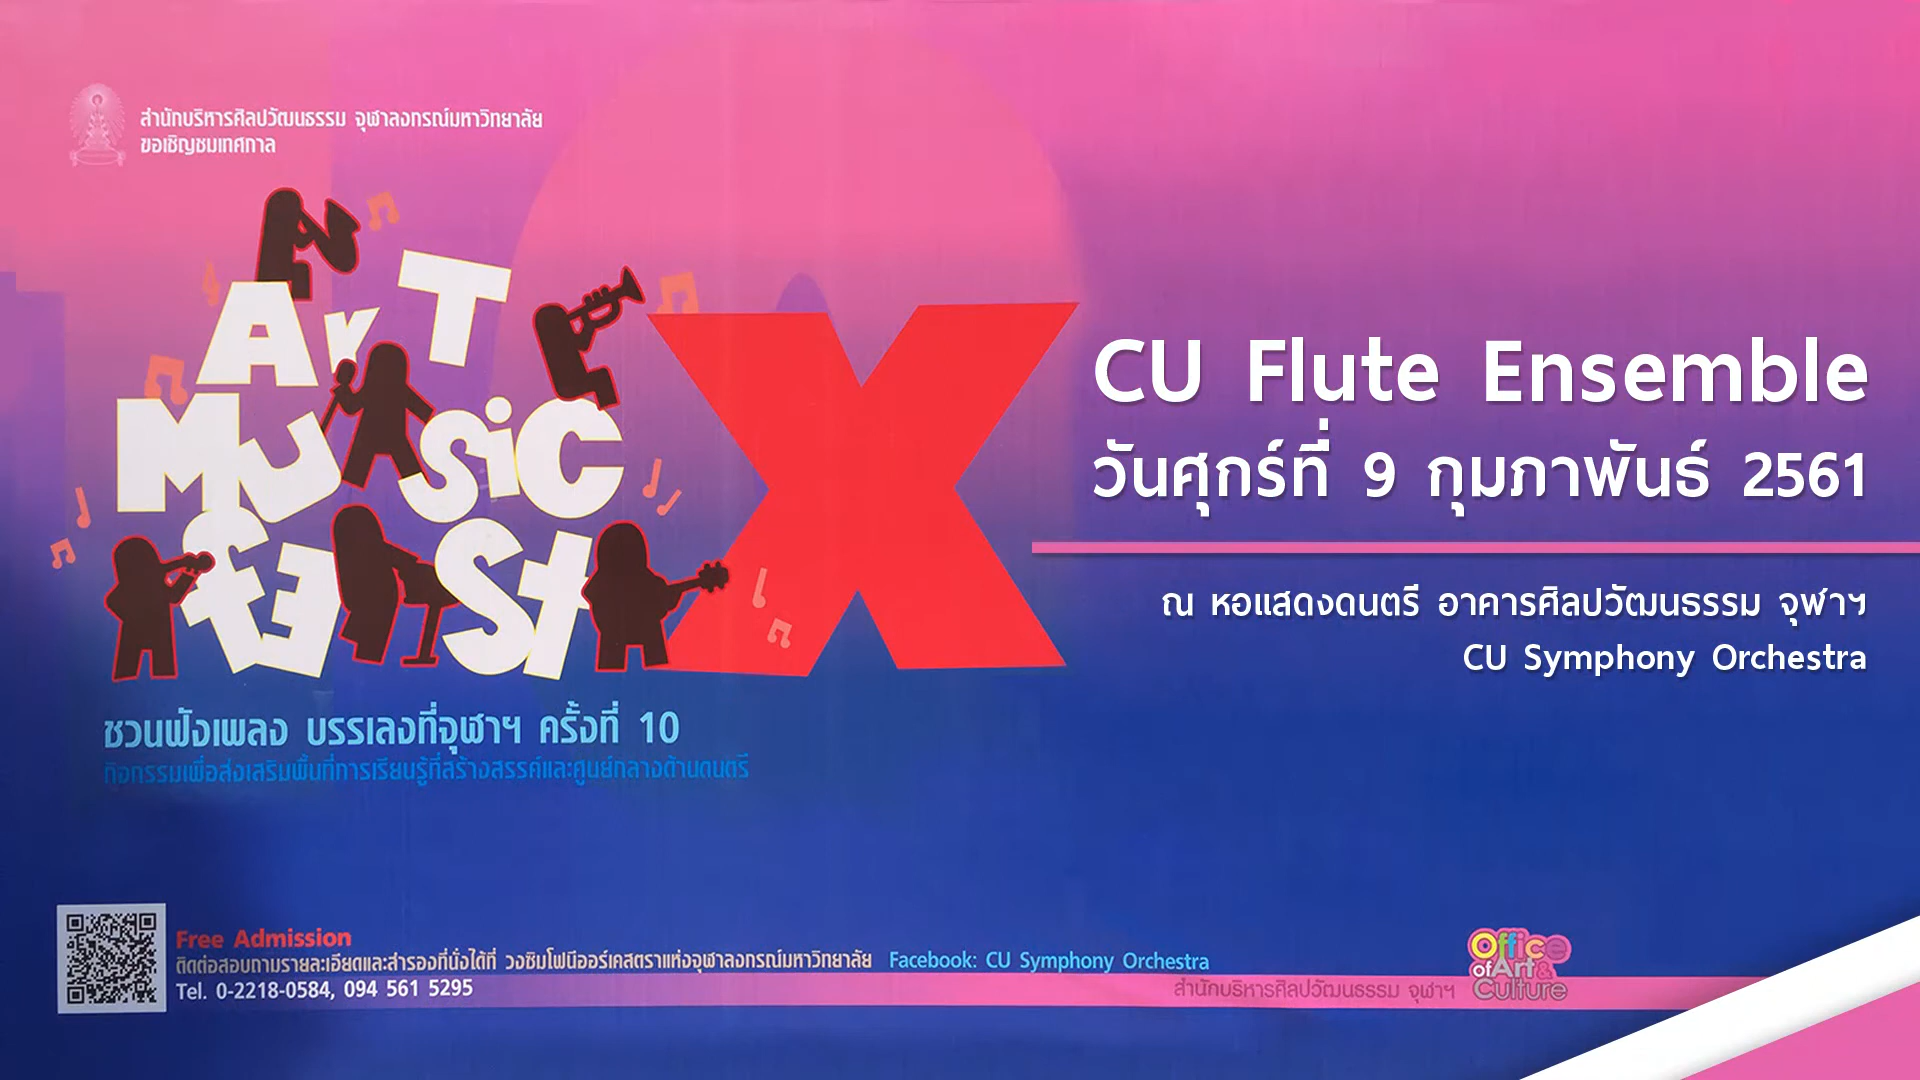 สำนักบริหารศิลปวัฒนธรรม จุฬาลงกรณ์มหาวิทยาลัย
ขอเชิญชมเทศกาล
ArT
Music
fest
X
CU Flute Ensemble
วันศุกร์ที่ 9 กุมภาพันธ์ 2561
ณ หอแสดงดนตรี อาคารศิลปวัฒนธรรม จุฬาฯ
CU Symphony Orchestra
ชวนฟังเพลง บรรเลงที่จุฬาฯ ครั้งที่ 10
กิจกรรมเพื่อส่งเสริมพื้นที่การเรียนรู้ที่สร้างสรรค์และศูนย์กลางด้านดนตรี
Free Admission
ติดต่อสอบถามรายละเอียดและสำรองที่นั่งได้ที่ วงซิมโฟนีออร์เคสตราแห่งจุฬาลงกรณ์มหาวิทยาลัย Facebook: CU Symphony Orchestra
Tel. 0-2218-0584, 094 561 5295
สำนักบริหารศิลปวัฒนธรรม จุฬาฯ
Office
of Art &
Culture